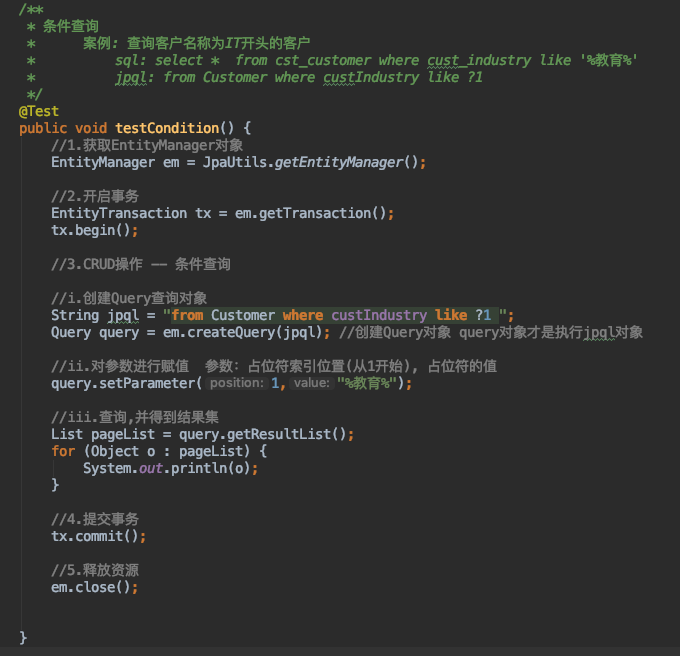 /**
 * 条件查询
 *      案例: 查询客户名称为IT开头的客户
 *          sql: select *  from cst_customer where cust_industry like '%教育%'
 *          jpql: from Customer where custIndustry like ?1
 */
@Test
public void testCondition() {
    //1.获取EntityManager对象
    EntityManager em = JpaUtils.getEntityManager();

    //2.开启事务
    EntityTransaction tx = em.getTransaction();
    tx.begin();

    //3.CRUD操作 —— 条件查询

    //i.创建Query查询对象
    String jpql = "from Customer where custIndustry like ?1 ";
    Query query = em.createQuery(jpql); //创建Query对象 query对象才是执行jpql对象

    //ii.对参数进行赋值  参数: 占位符索引位置(从1开始), 占位符的值
    query.setParameter( position: 1, value: "%教育%");

    //iii.查询,并得到结果集
    List pageList = query.getResultList();
    for (Object o : pageList) {
        System.out.println(o);
    }

    //4.提交事务
    tx.commit();

    //5.释放资源
    em.close();


}